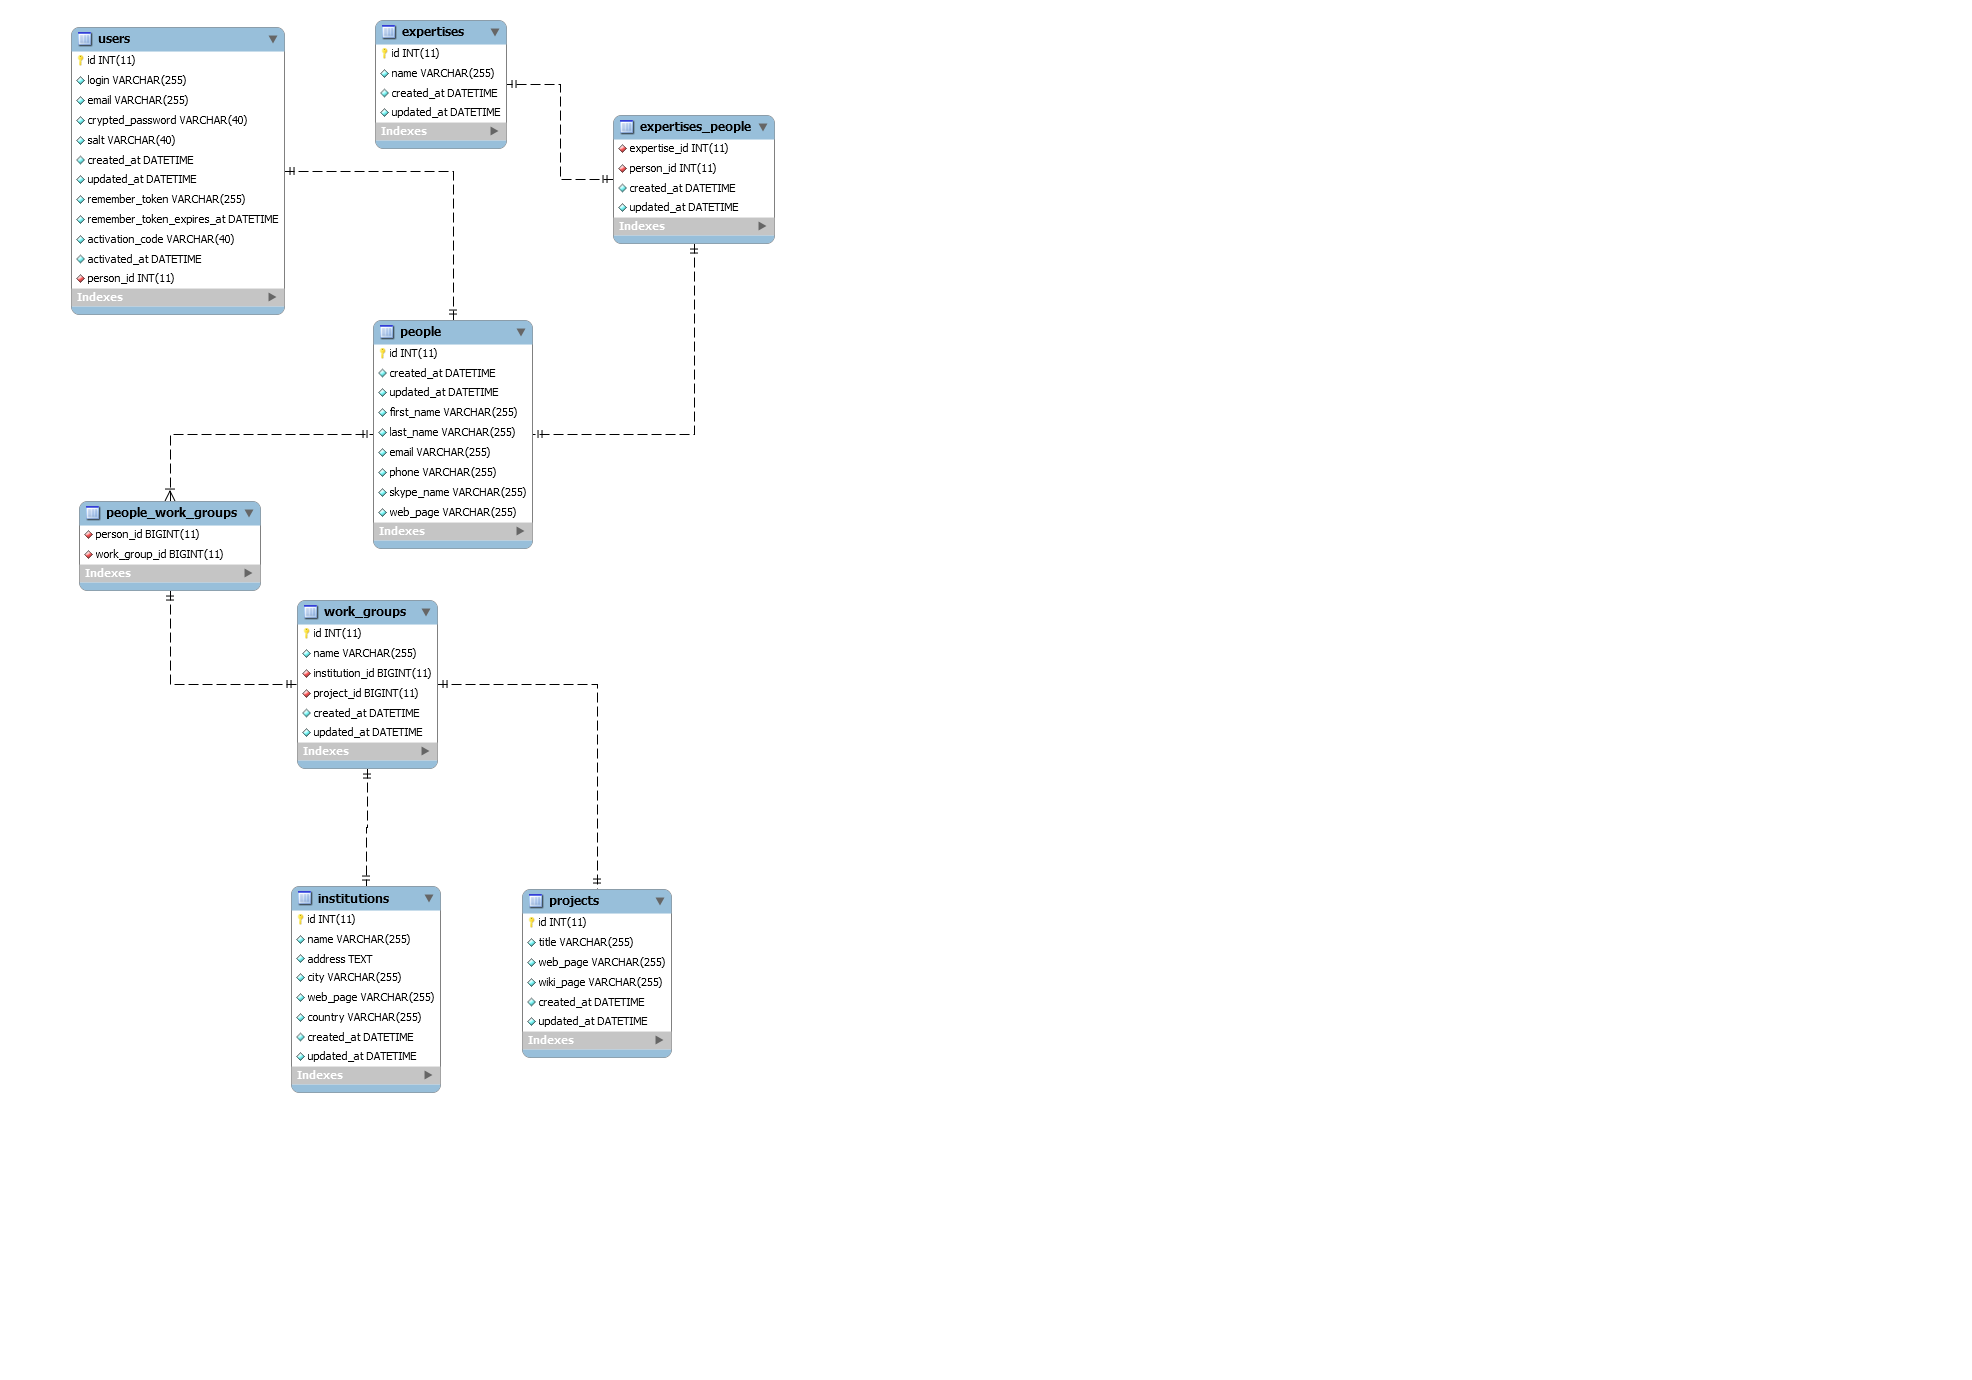 users
id INT(11)
login VARCHAR(255)
email VARCHAR(255)
crypted_password VARCHAR(40)
salt VARCHAR(40)
created_at DATETIME
updated_at DATETIME
remember_token VARCHAR(255)
remember_token_expires_at DATETIME
activation_code VARCHAR(40)
activated_at DATETIME
person_id INT(11)
Indexes
expertises
id INT(11)
name VARCHAR(255)
created_at DATETIME
updated_at DATETIME
Indexes
expertises_people
expertise_id INT(11)
person_id INT(11)
created_at DATETIME
updated_at DATETIME
Indexes
people
id INT(11)
created_at DATETIME
updated_at DATETIME
first_name VARCHAR(255)
last_name VARCHAR(255)
email VARCHAR(255)
phone VARCHAR(255)
skype_name VARCHAR(255)
web_page VARCHAR(255)
Indexes
people_work_groups
person_id BIGINT(11)
work_group_id BIGINT(11)
Indexes
work_groups
id INT(11)
name VARCHAR(255)
institution_id BIGINT(11)
project_id BIGINT(11)
created_at DATETIME
updated_at DATETIME
Indexes
institutions
id INT(11)
name VARCHAR(255)
address TEXT
city VARCHAR(255)
web_page VARCHAR(255)
country VARCHAR(255)
created_at DATETIME
updated_at DATETIME
Indexes
projects
id INT(11)
title VARCHAR(255)
web_page VARCHAR(255)
wiki_page VARCHAR(255)
created_at DATETIME
updated_at DATETIME
Indexes